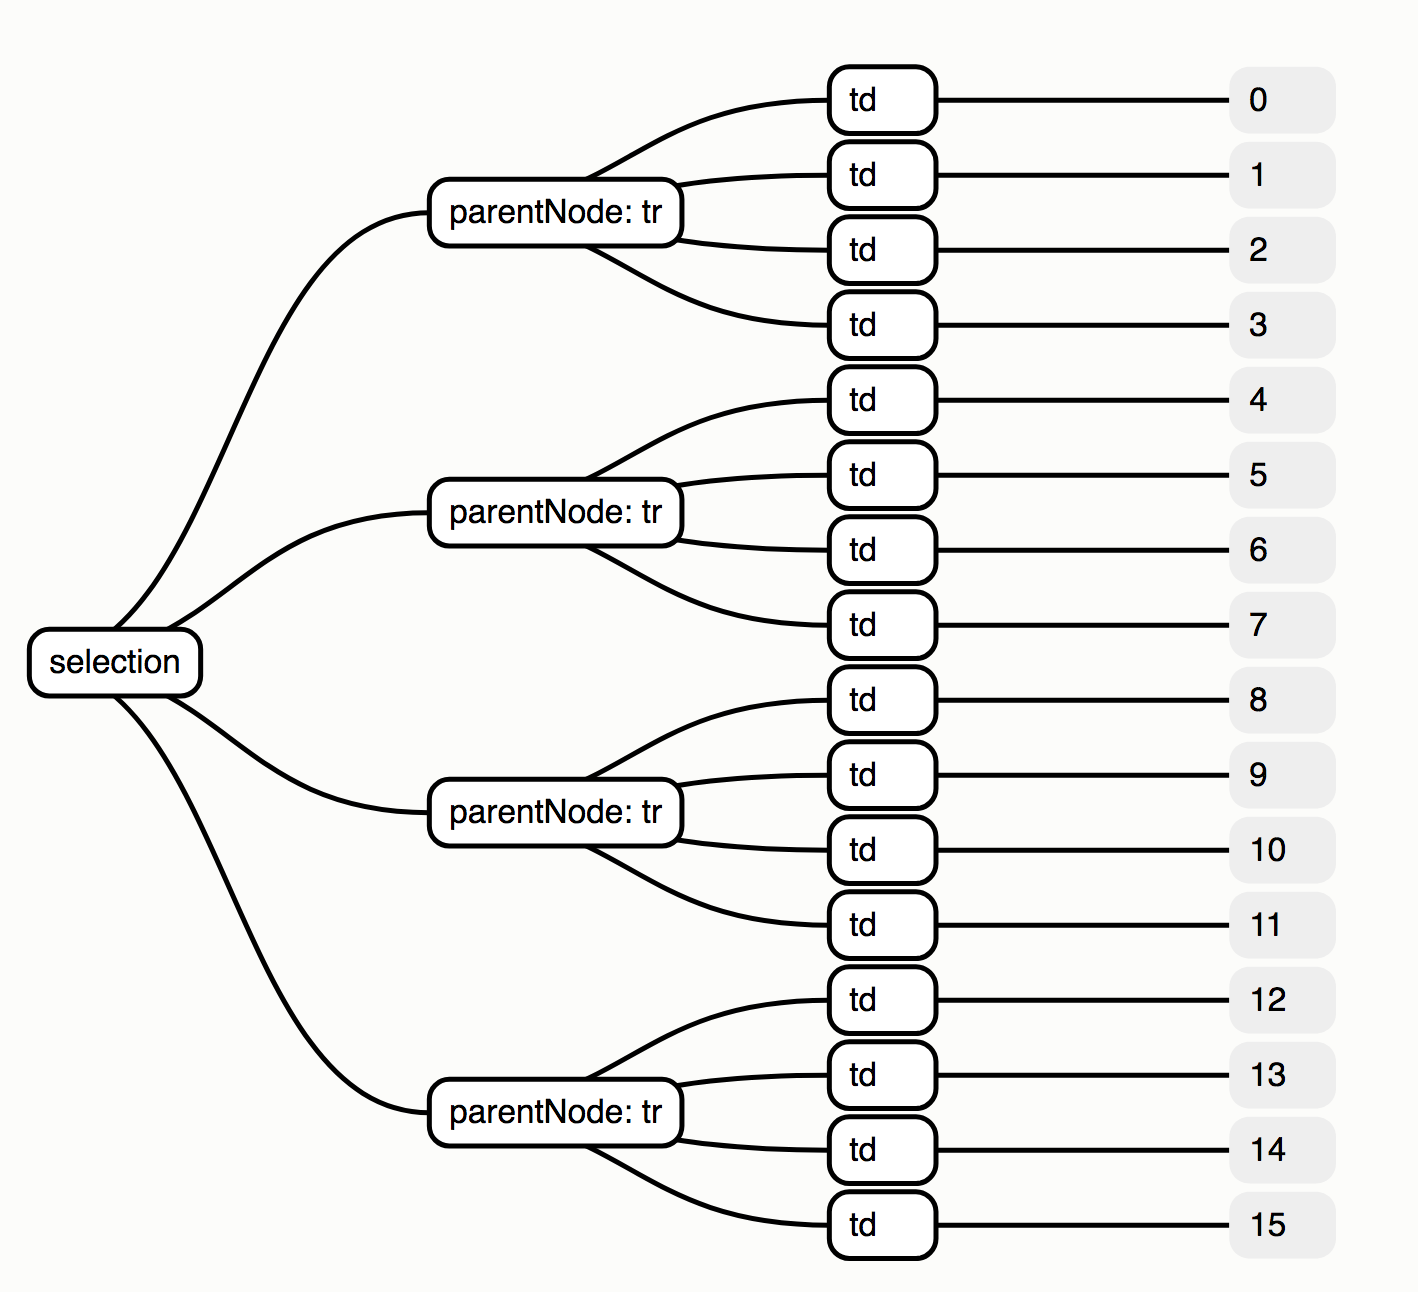 td 0
td 1
parentNode: tr
td 2
td 3
td 4
td 5
parentNode: tr
td 6
td 7
selection
td 8
td 9
parentNode: tr
td 10
td 11
td 12
td 13
parentNode: tr
td 14
td 15